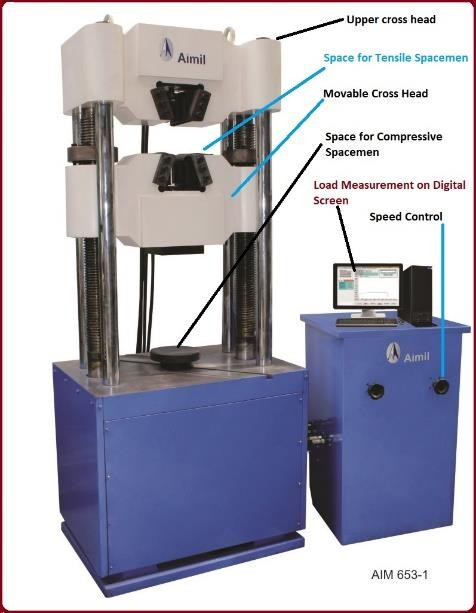 Upper cross head
Aimil
Space for Tensile Spacemen
Movable Cross Head
Space for Compressive
Spacemen
Load Measurement on Digital
Screen
Speed Control
Aimil
AIM 653-1